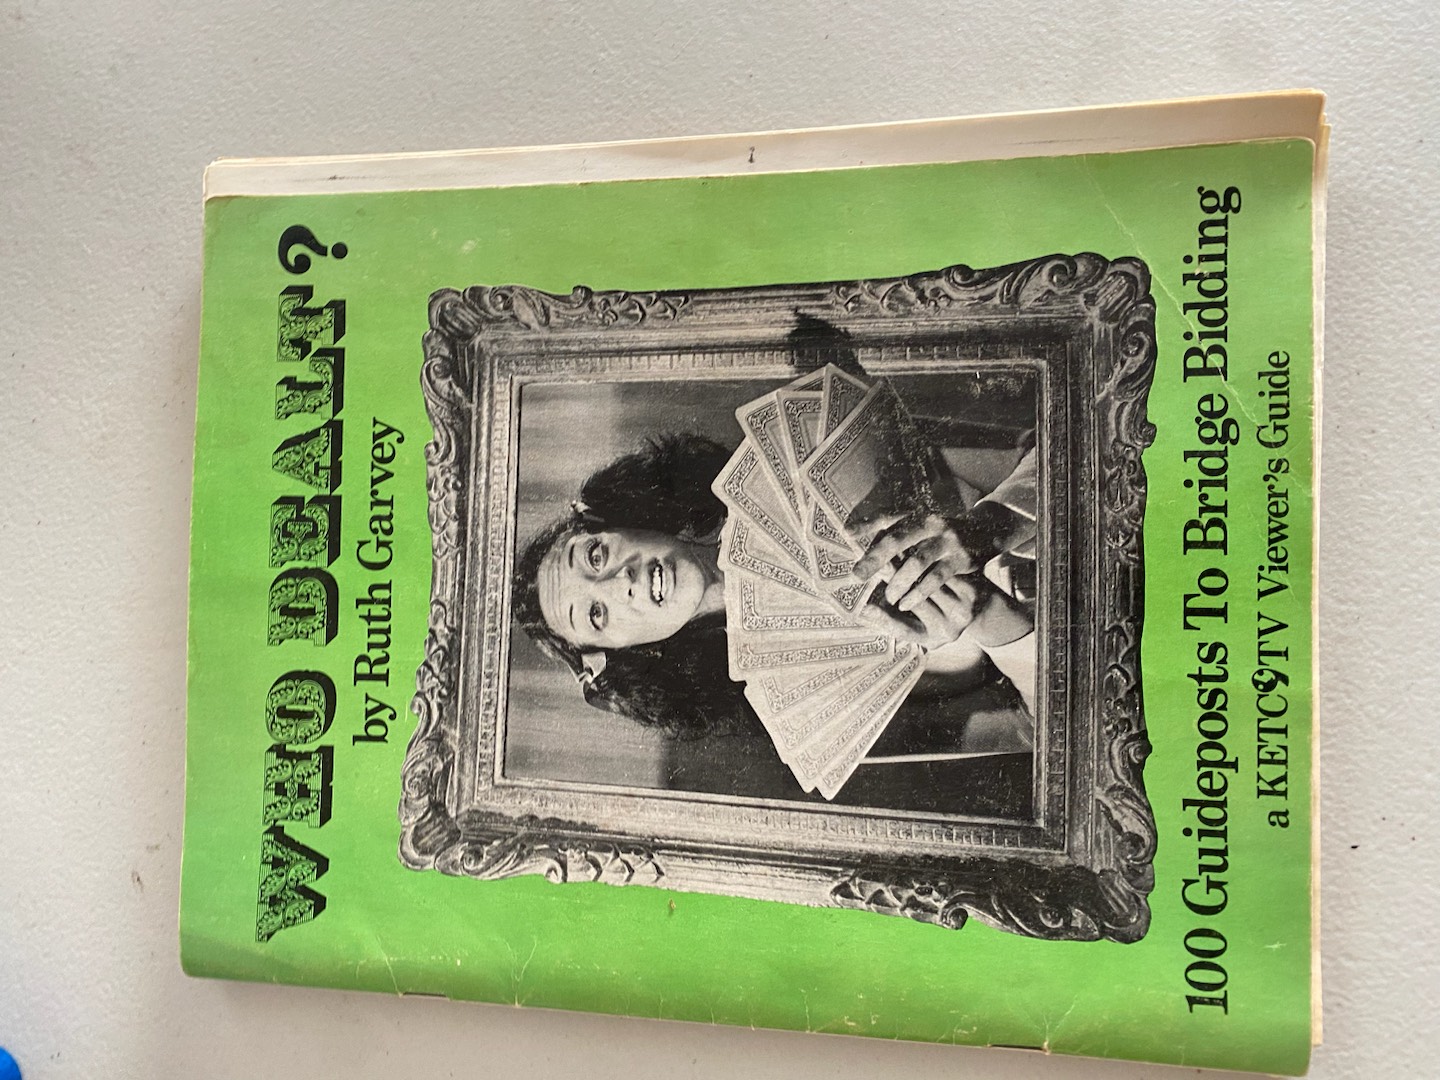 WHO DEALT?
by Ruth Garvey
100 Guideposts To Bridge Bidding
a KETC9TV Viewer's Guide